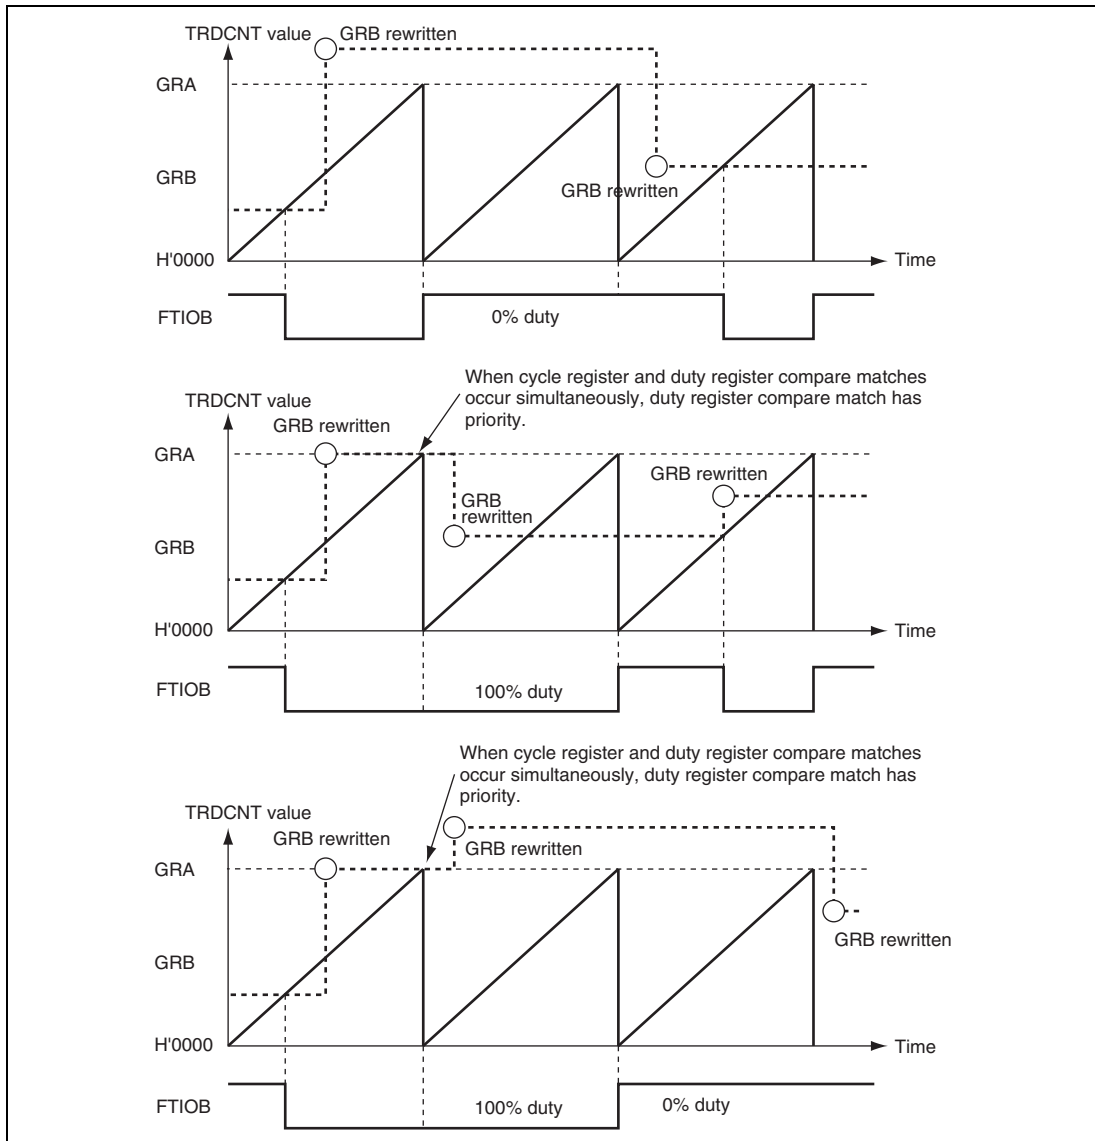 TRDCNT value
GRB rewritten
GRA
GRB
GRB rewritten
H'0000
Time
FTIOB
0% duty
When cycle register and duty register compare matches
occur simultaneously, duty register compare match has
priority.
TRDCNT value
GRB rewritten
GRA
GRB rewritten
GRB
rewritten
GRB
H'0000
Time
FTIOB
100% duty
When cycle register and duty register compare matches
occur simultaneously, duty register compare match has
priority.
TRDCNT value
GRB rewritten
GRB rewritten
GRA
GRB rewritten
GRB
H'0000
Time
FTIOB
100% duty
0% duty